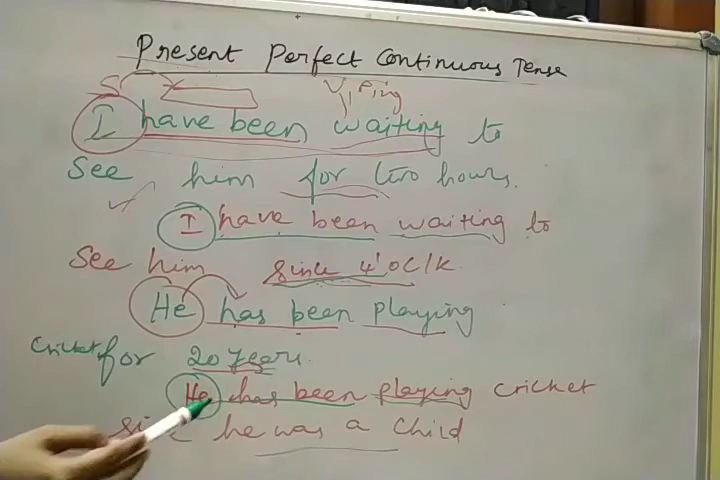 Present Perfect Continuous Tense
S V₁ + ing
I have been waiting to
See him for two hours.
I have been waiting to
See him since 4' oclk.
He has been playing
Cricket for 20 years.
He has been playing cricket
he was a child